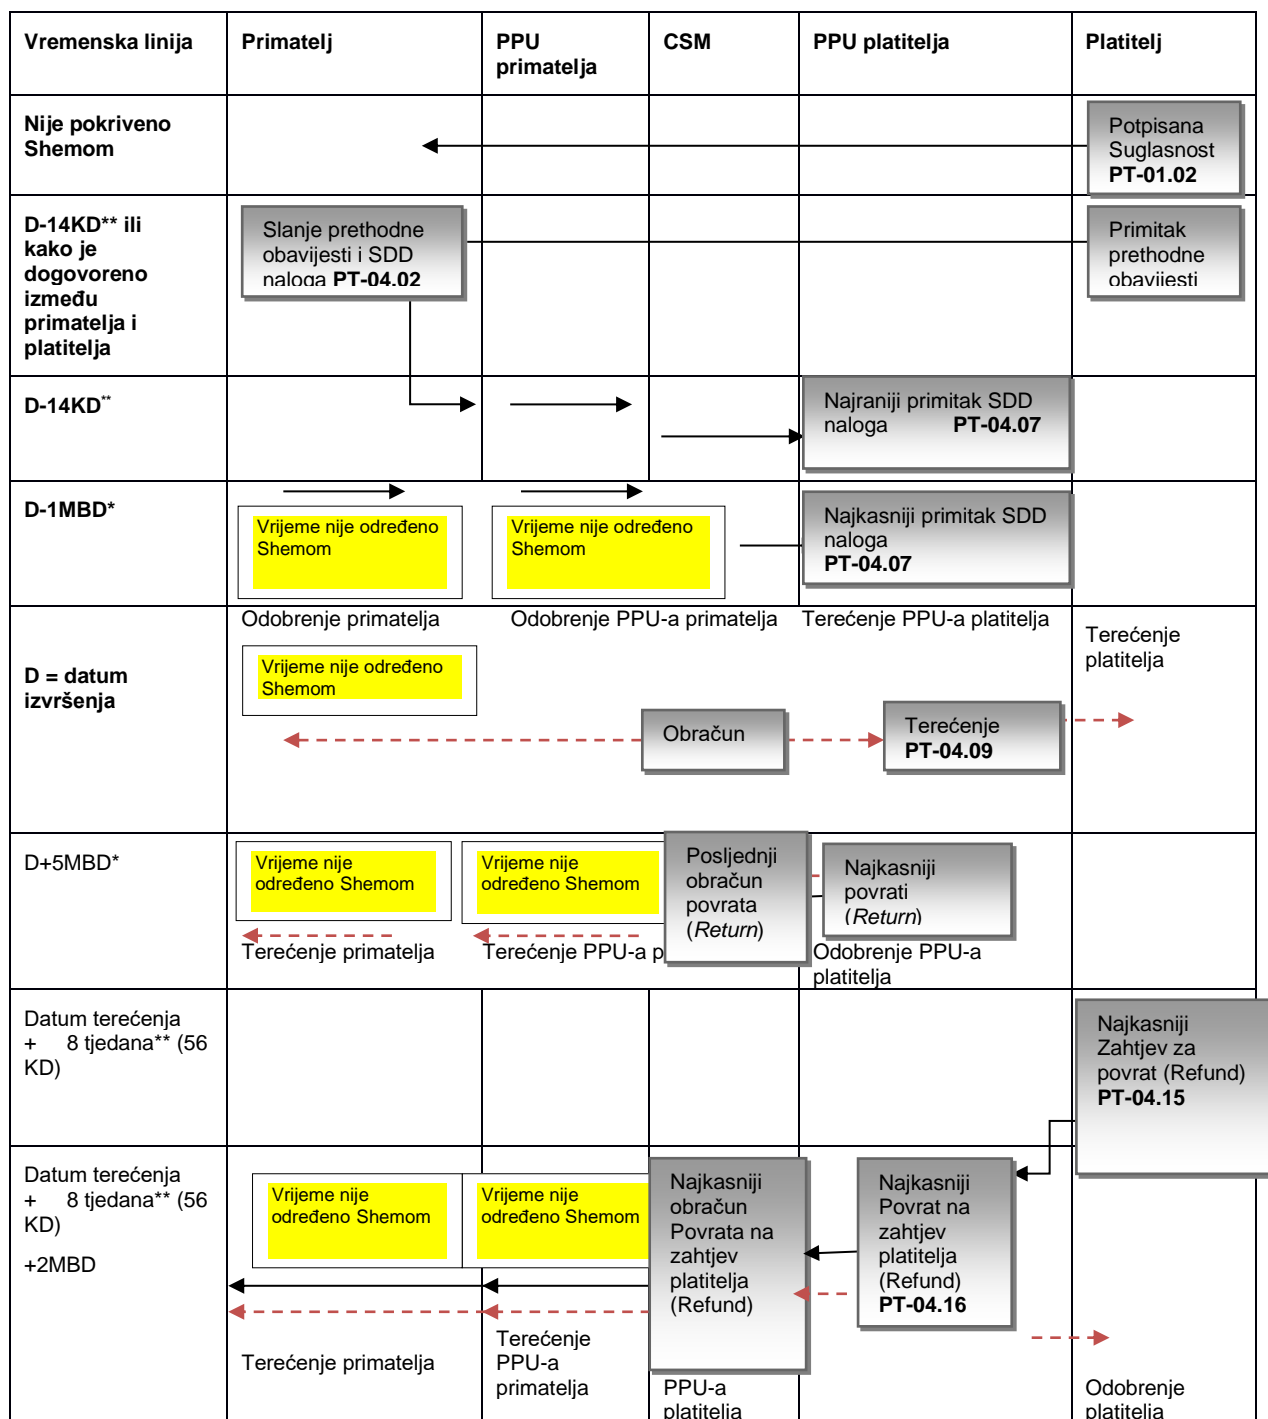 Vremenska linija
Primatelj
PPU
primatelja
CSM
PPU platitelja
Platitelj
Nije pokriveno
Shemom
Potpisana
Suglasnost
PT-01.02
D-14KD** ili
kako je
dogovoreno
između
primatelja i
platitelja
Slanje prethodne
obavijesti i SDD
naloga PT-04.02
Primitak
prethodne
obavijesti
D-14KD**
Najraniji primitak SDD
naloga PT-04.07
D-1MBD*
Vrijeme nije određeno
Shemom
Vrijeme nije određeno
Shemom
Najkasniji primitak SDD
naloga
PT-04.07
D = datum
izvršenja
Odobrenje primatelja
Odobrenje PPU-a primatelja
Terećenje PPU-a platitelja
Terećenje
platitelja
Vrijeme nije određeno
Shemom
Obračun
Terećenje
PT-04.09
D+5MBD*
Vrijeme nije
određeno Shemom
Vrijeme nije
određeno Shemom
Posljednji
obračun
povrata
(Return)
Najkasniji
povrati
(Return)
Terećenje primatelja
Terećenje PPU-a p
Odobrenje PPU-a
platitelja
Datum terećenja
+ 8 tjedana** (56
KD)
Najkasniji
Zahtjev za
povrat (Refund)
PT-04.15
Datum terećenja
+ 8 tjedana** (56
KD)
+2MBD
Vrijeme nije
određeno Shemom
Vrijeme nije
određeno Shemom
Najkasniji
obračun
Povrata na
zahtjev
platitelja
(Refund)
Najkasniji
Povrat na
zahtjev
platitelja
(Refund)
PT-04.16
Terećenje primatelja
Terećenje
PPU-a
primatelja
PPU-a
platitelja
Odobrenje
platitelja